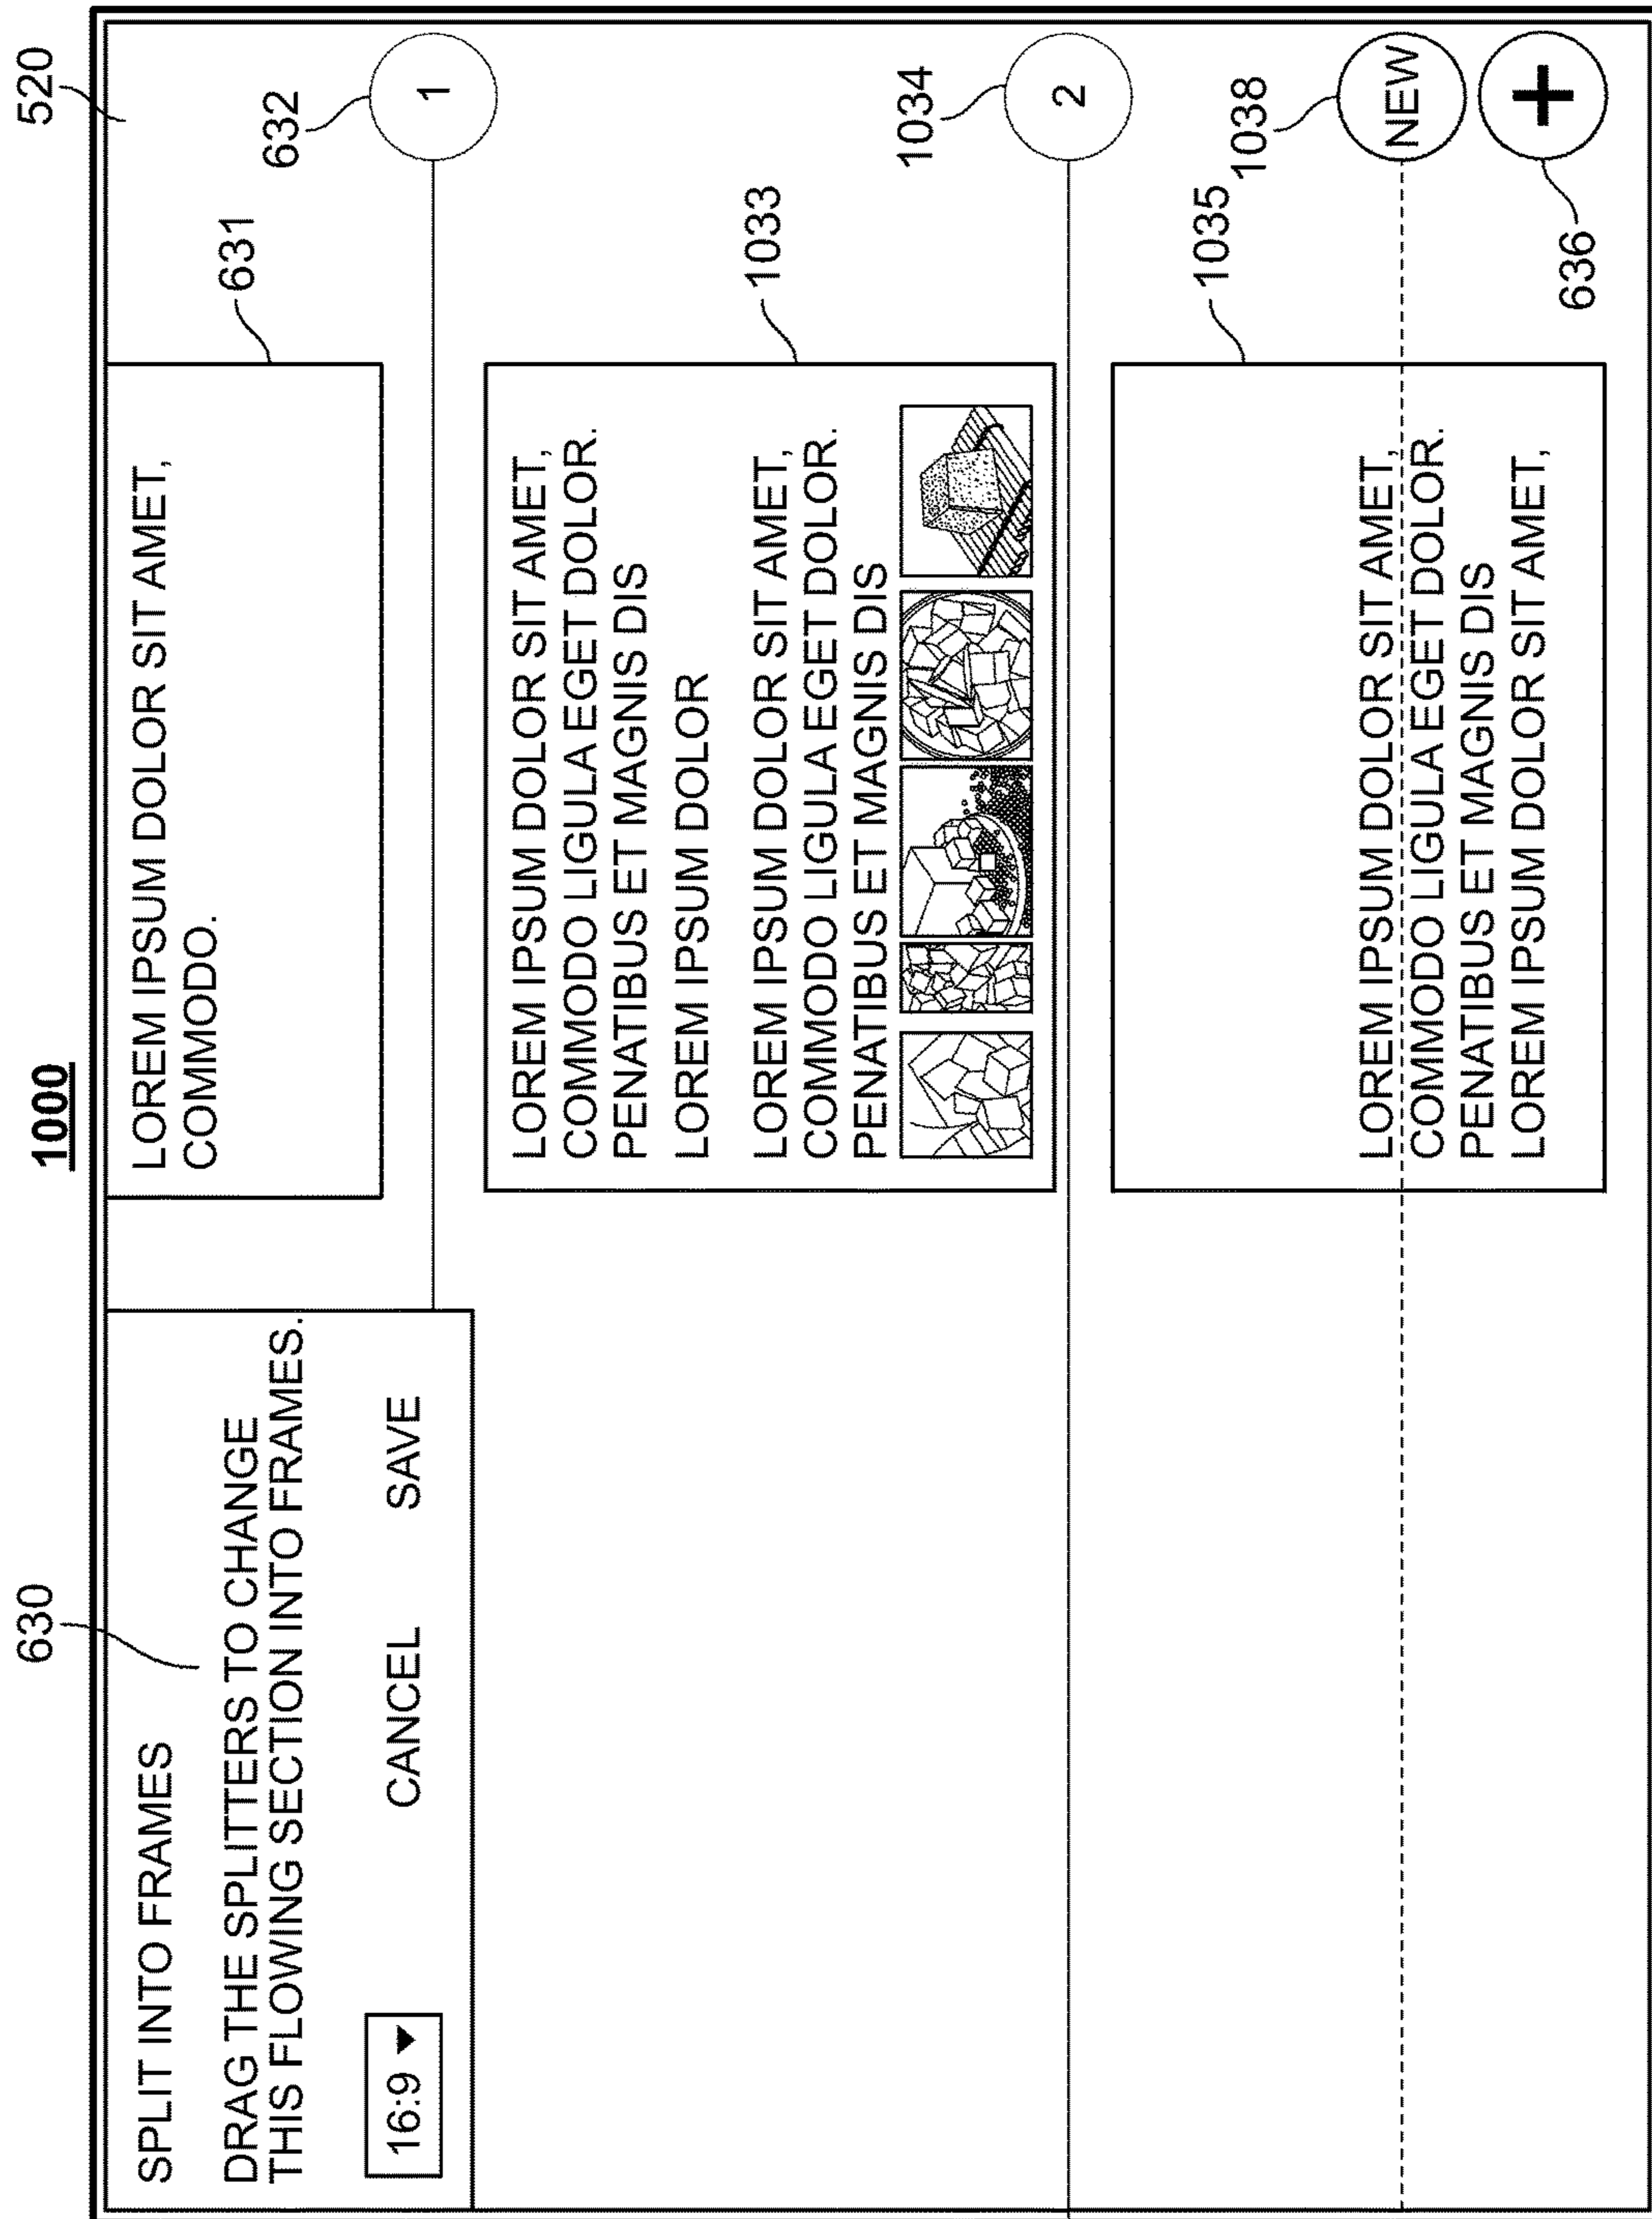 1000
630
520
SPLIT INTO FRAMES
DRAG THE SPLITTERS TO CHANGE
THIS FLOWING SECTION INTO FRAMES.
16:9
CANCEL
SAVE
LOREM IPSUM DOLOR SIT AMET,
COMMODO.
631
632
1
LOREM IPSUM DOLOR SIT AMET,
COMMODO LIGULA EGET DOLOR.
PENATIBUS ET MAGNIS DIS
LOREM IPSUM DOLOR
LOREM IPSUM DOLOR SIT AMET,
COMMODO LIGULA EGET DOLOR.
PENATIBUS ET MAGNIS DIS
1033
1034
2
1035
1038
LOREM IPSUM DOLOR SIT AMET,
NEW
COMMODO LIGULA EGET DOLOR.
PENATIBUS ET MAGNIS DIS
LOREM IPSUM DOLOR SIT AMET,
+
636